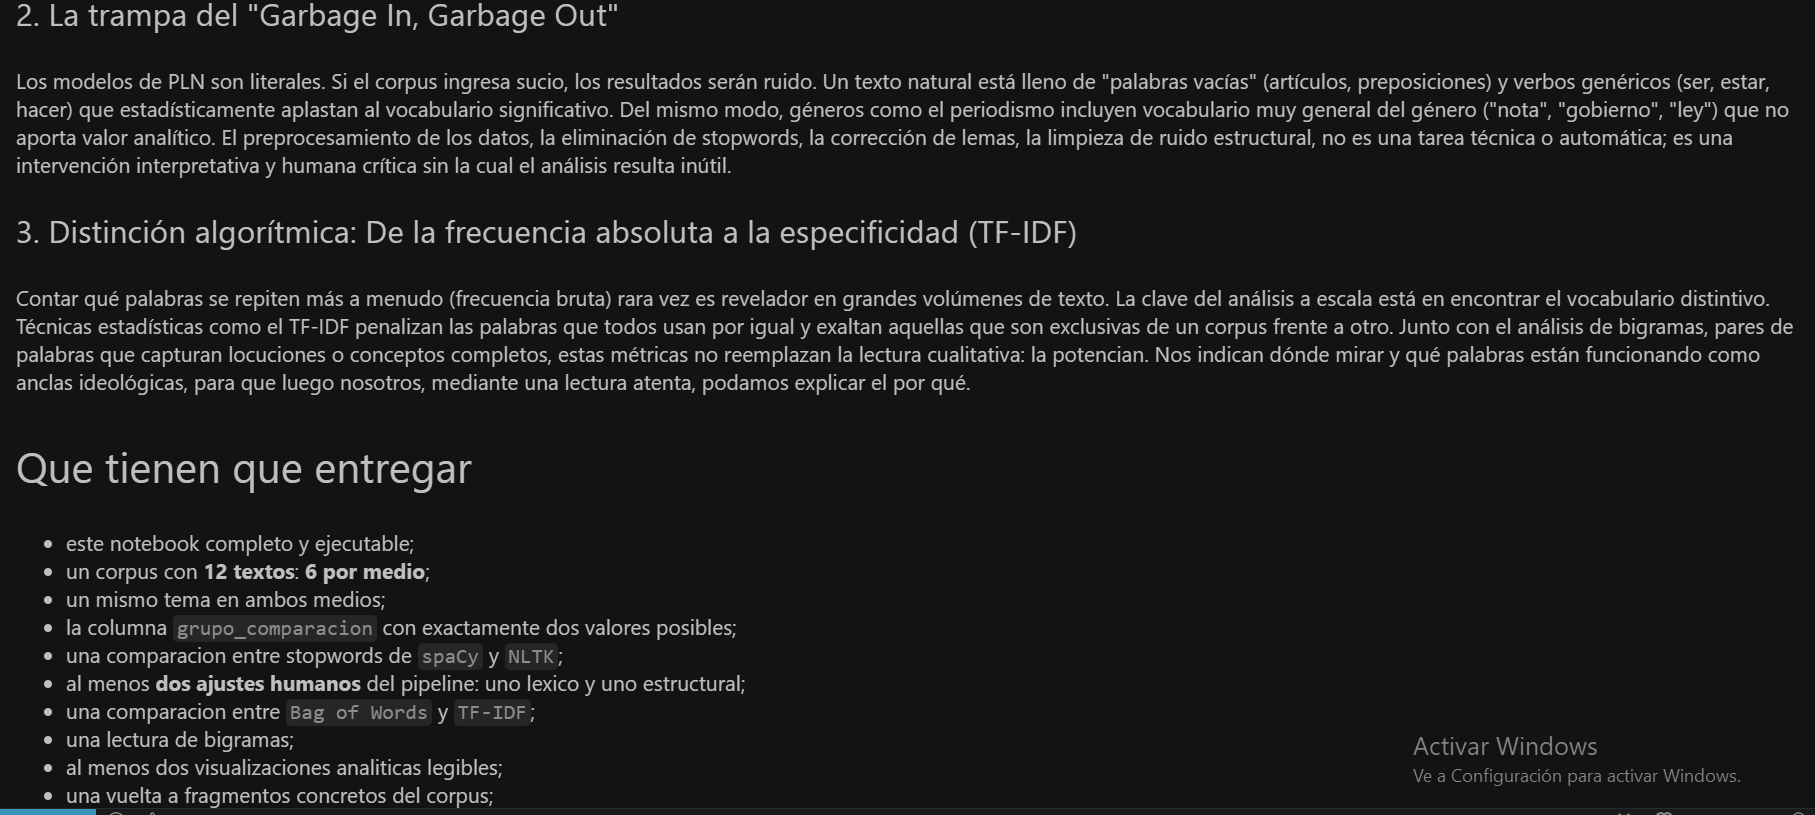 2. La trampa del "Garbage In, Garbage Out"
Los modelos de PLN son literales. Si el corpus ingresa sucio, los resultados serán ruido. Un texto natural está lleno de "palabras vacías" (artículos, preposiciones) y verbos genéricos (ser, estar,
hacer) que estadísticamente aplastan al vocabulario significativo. Del mismo modo, géneros como el periodismo incluyen vocabulario muy general del género ("nota", "gobierno", "ley") que no
aporta valor analítico. El preprocesamiento de los datos, la eliminación de stopwords, la corrección de lemas, la limpieza de ruido estructural, no es una tarea técnica o automática; es una
intervención interpretativa y humana crítica sin la cual el análisis resulta inútil.
3. Distinción algorítmica: De la frecuencia absoluta a la especificidad (TF-IDF)
Contar qué palabras se repiten más a menudo (frecuencia bruta) rara vez es revelador en grandes volúmenes de texto. La clave del análisis a escala está en encontrar el vocabulario distintivo.
Técnicas estadísticas como el TF-IDF penalizan las palabras que todos usan por igual y exaltan aquellas que son exclusivas de un corpus frente a otro. Junto con el análisis de bigramas, pares de
palabras que capturan locuciones o conceptos completos, estas métricas no reemplazan la lectura cualitativa: la potencian. Nos indican dónde mirar y qué palabras están funcionando como
anclas ideológicas, para que luego nosotros, mediante una lectura atenta, podamos explicar el por qué.
Que tienen que entregar
• este notebook completo y ejecutable;
• un corpus con 12 textos: 6 por medio;
• un mismo tema en ambos medios;
• la columna grupo_comparacion con exactamente dos valores posibles;
• una comparacion entre stopwords de spaCy y NLTK;
• al menos dos ajustes humanos del pipeline: uno lexico y uno estructural;
• una comparacion entre Bag of Words y TF-IDF;
• una lectura de bigramas;
• al menos dos visualizaciones analiticas legibles;
• una vuelta a fragmentos concretos del corpus;
Activar Windows
Ve a Configuración para activar Windows.